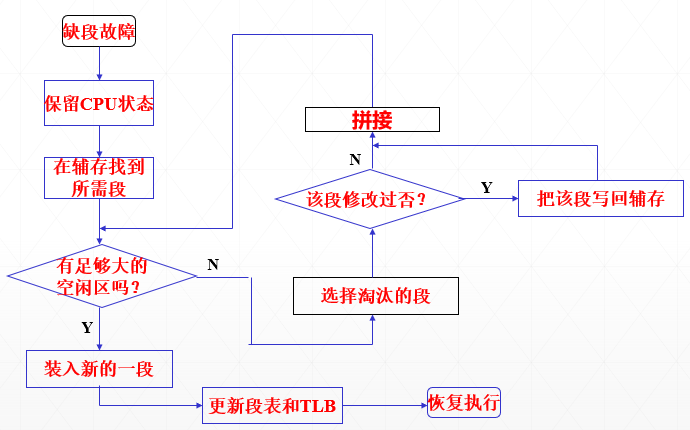 缺段故障
保留CPU状态
在辅存找到
所需段
有足够大的
空闲区吗？
N
Y
装入新的一段
更新段表和TLB
恢复执行
选择淘汰的段
该段修改过否？
N
Y
把该段写回辅存
拼接